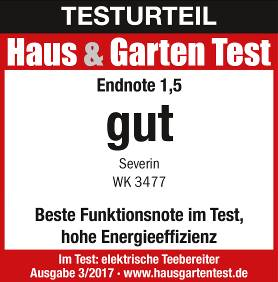 TESTURTEIL
Haus & Garten Test
Endnote 1,5
gut
Severin
WK 3477
Beste Funktionsnote im Test,
hohe Energieeffizienz
Im Test: elektrische Teebereiter
Ausgabe 3/2017 · www.hausgartentest.de